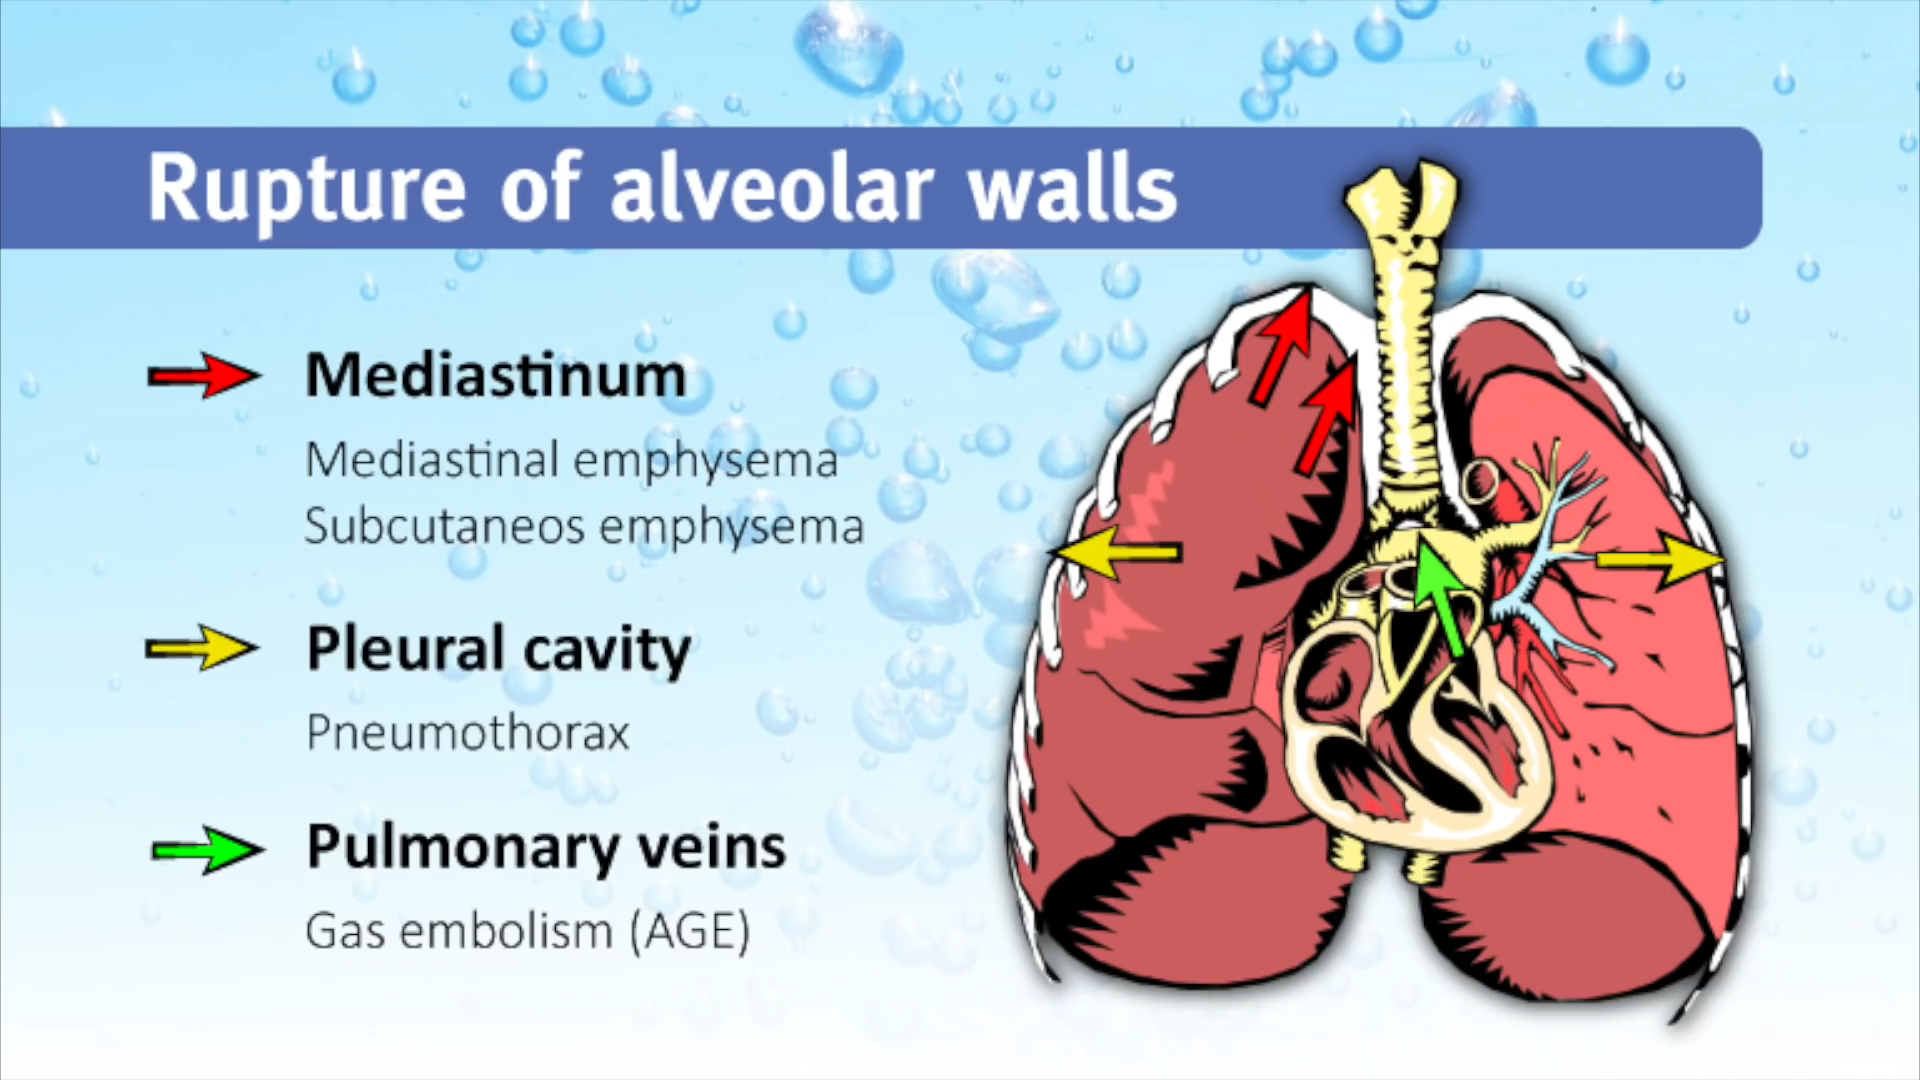 Rupture of alveolar walls
Mediastinum
Mediastinal emphysema
Subcutaneos emphysema
Pleural cavity
Pneumothorax
Pulmonary veins
Gas embolism (AGE)